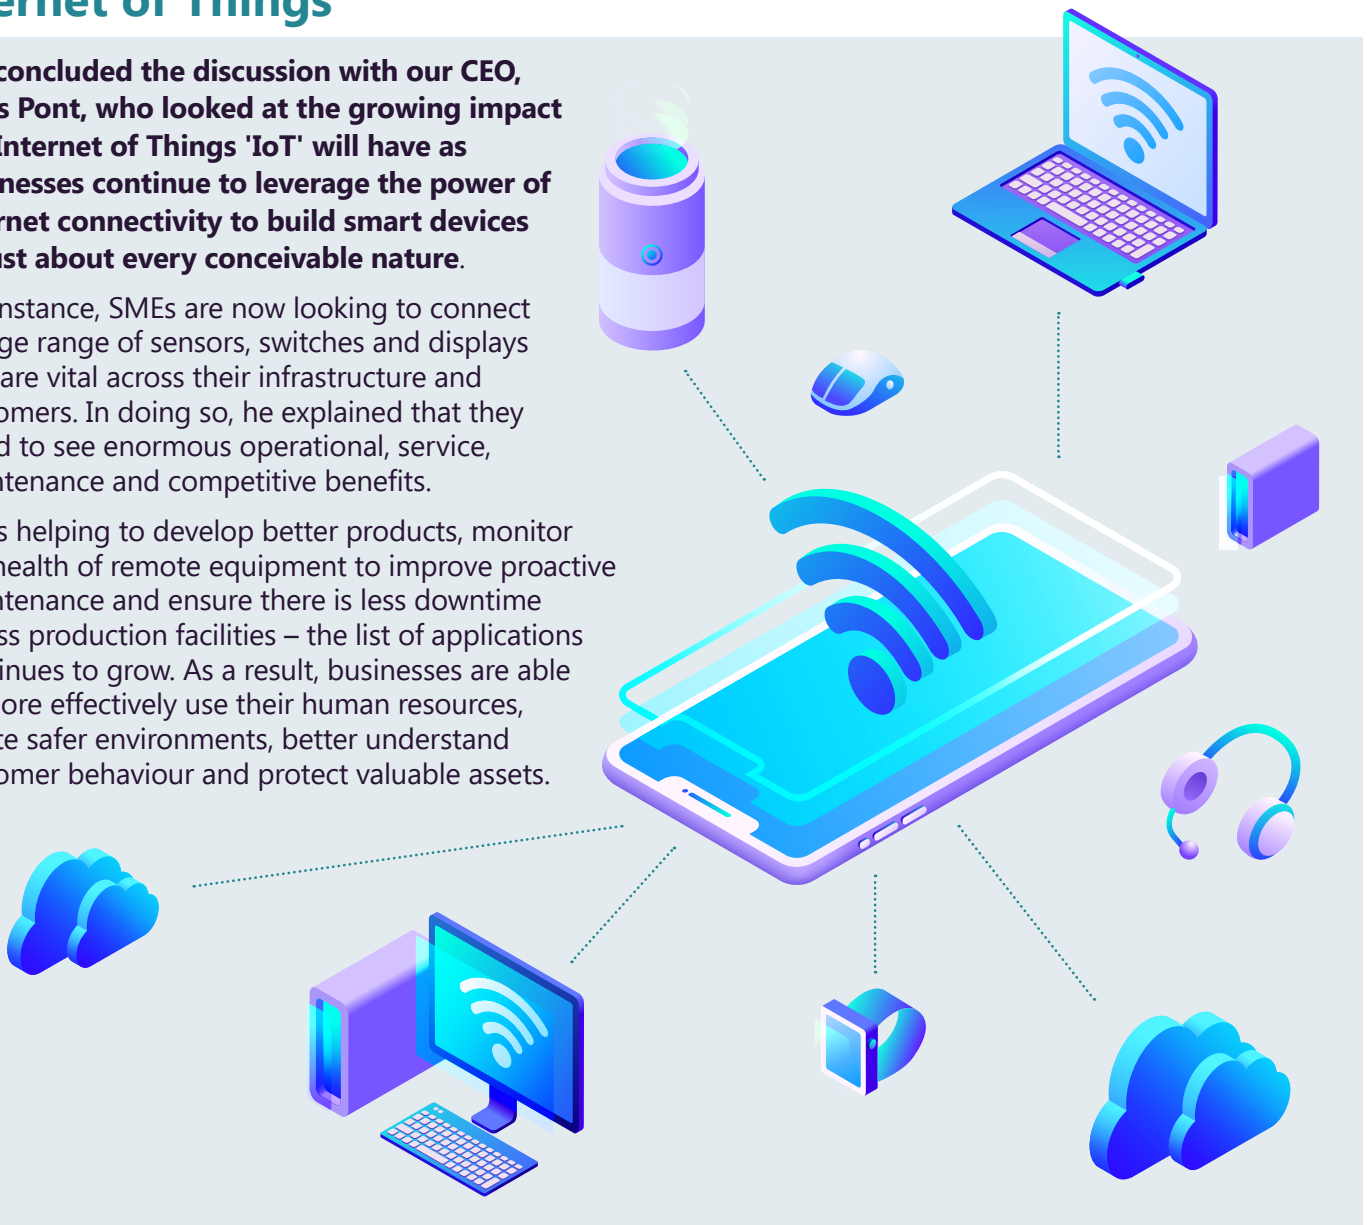 ernet of Things
concluded the discussion with our CEO,
s Pont, who looked at the growing impact
Internet of Things 'IoT' will have as
nesses continue to leverage the power of
rnet connectivity to build smart devices
ust about every conceivable nature.
instance, SMEs are now looking to connect
ge range of sensors, switches and displays
are vital across their infrastructure and
omers. In doing so, he explained that they
d to see enormous operational, service,
ntenance and competitive benefits.
s helping to develop better products, monitor
health of remote equipment to improve proactive
ntenance and ensure there is less downtime
ss production facilities – the list of applications
tinues to grow. As a result, businesses are able
ore effectively use their human resources,
te safer environments, better understand
omer behaviour and protect valuable assets.